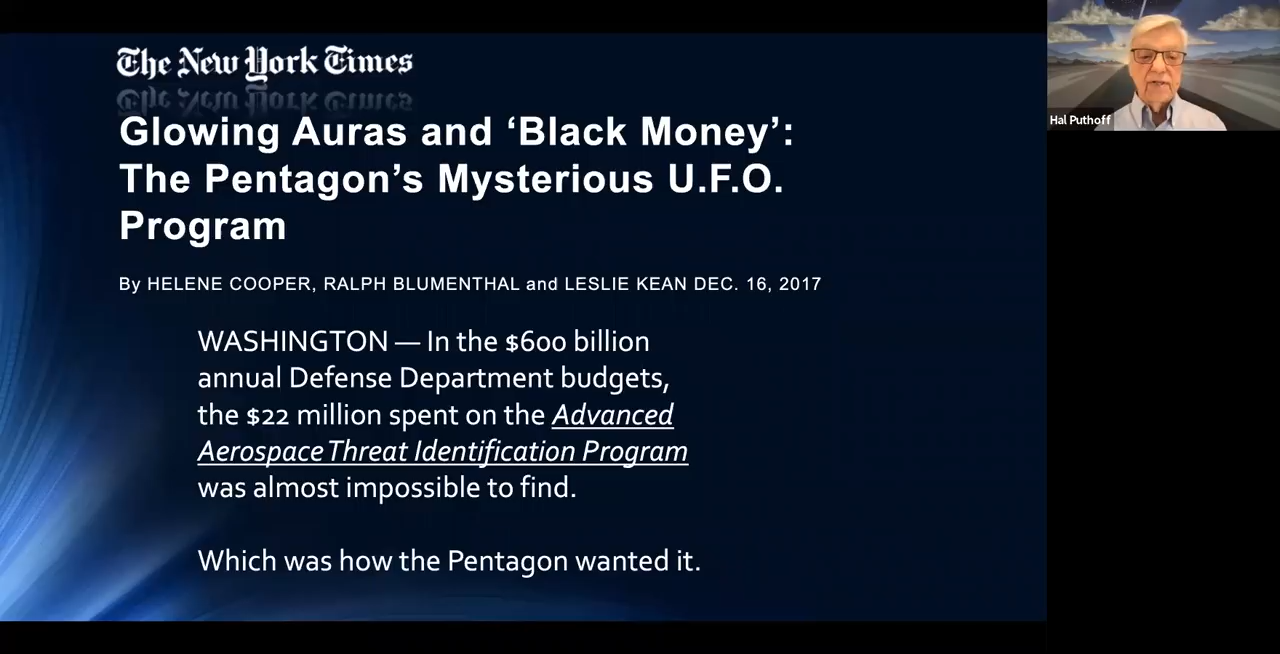 The New York Times
Glowing Auras and ‘Black Money’:
The Pentagon’s Mysterious U.F.O.
Program
By HELENE COOPER, RALPH BLUMENTHAL and LESLIE KEAN DEC. 16, 2017
WASHINGTON — In the $600 billion
annual Defense Department budgets,
the $22 million spent on the Advanced
Aerospace Threat Identification Program
was almost impossible to find.
Which was how the Pentagon wanted it.
Hal Puthoff